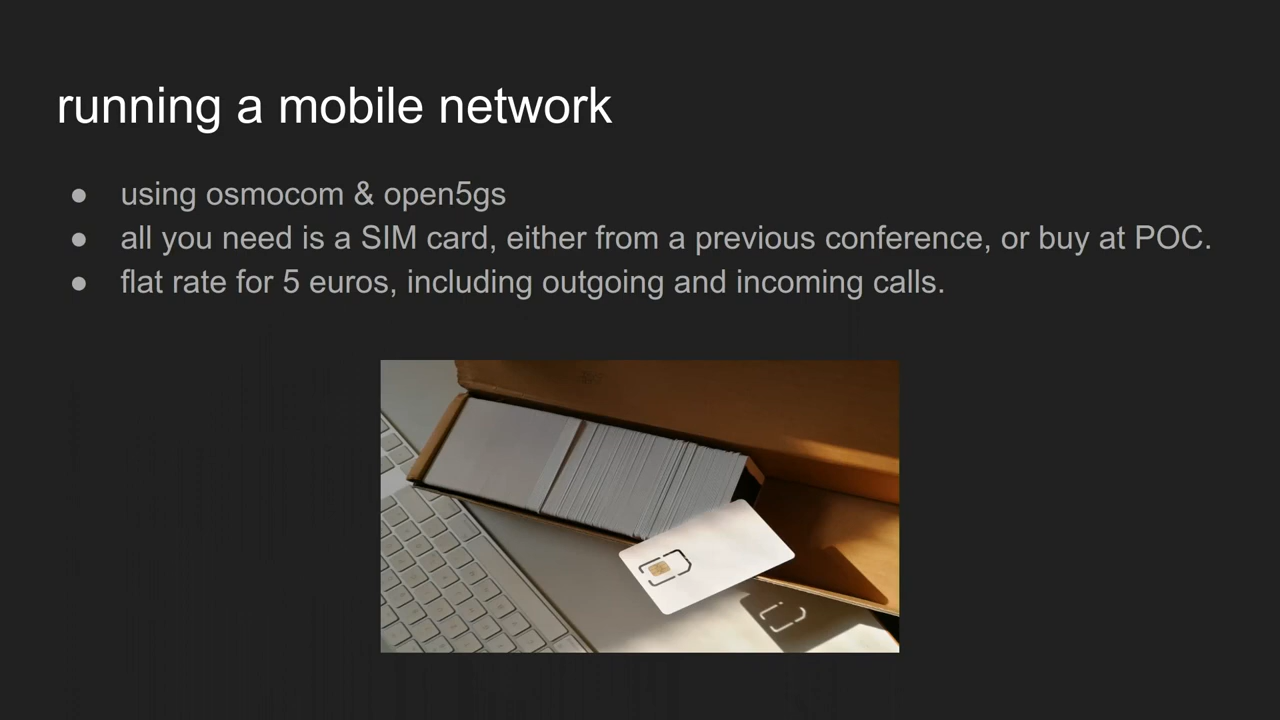 running a mobile network
● using osmocom & open5gs
● all you need is a SIM card, either from a previous conference, or buy at POC.
● flat rate for 5 euros, including outgoing and incoming calls.